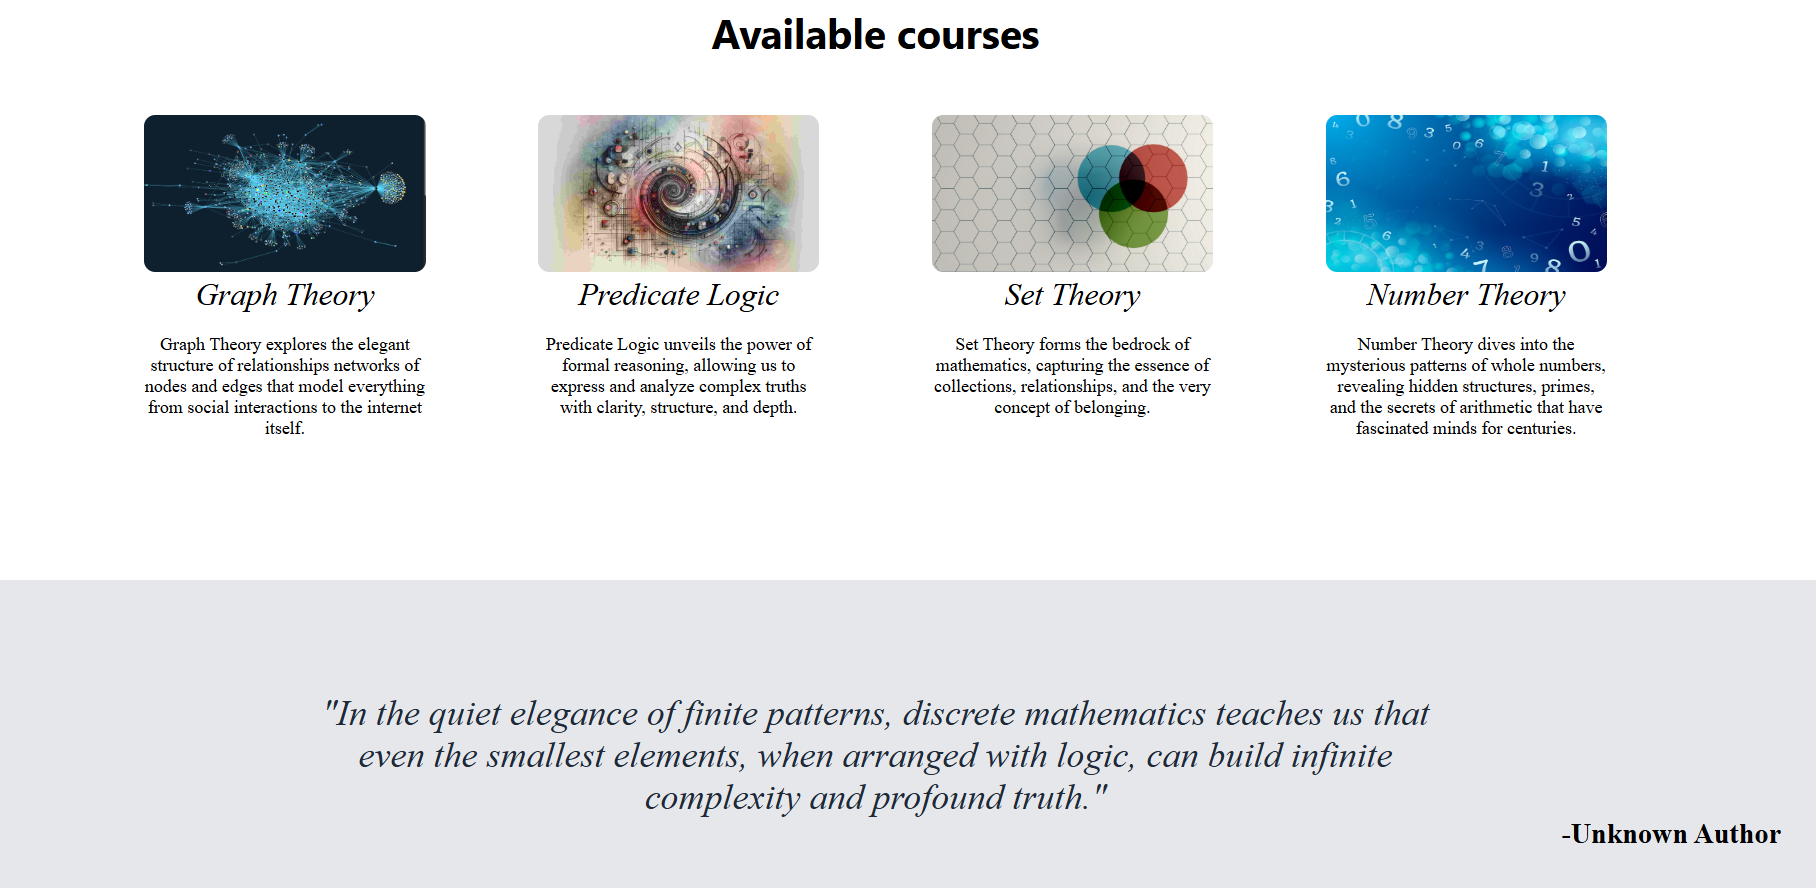 Available courses
Graph Theory
Graph Theory explores the elegant
structure of relationships networks of
nodes and edges that model everything
from social interactions to the internet
itself.
Predicate Logic
Predicate Logic unveils the power of
formal reasoning, allowing us to
express and analyze complex truths
with clarity, structure, and depth.
Set Theory
Set Theory forms the bedrock of
mathematics, capturing the essence of
collections, relationships, and the very
concept of belonging.
Number Theory
Number Theory dives into the
mysterious patterns of whole numbers,
revealing hidden structures, primes,
and the secrets of arithmetic that have
fascinated minds for centuries.
"In the quiet elegance of finite patterns, discrete mathematics teaches us that
even the smallest elements, when arranged with logic, can build infinite
complexity and profound truth."
-Unknown Author